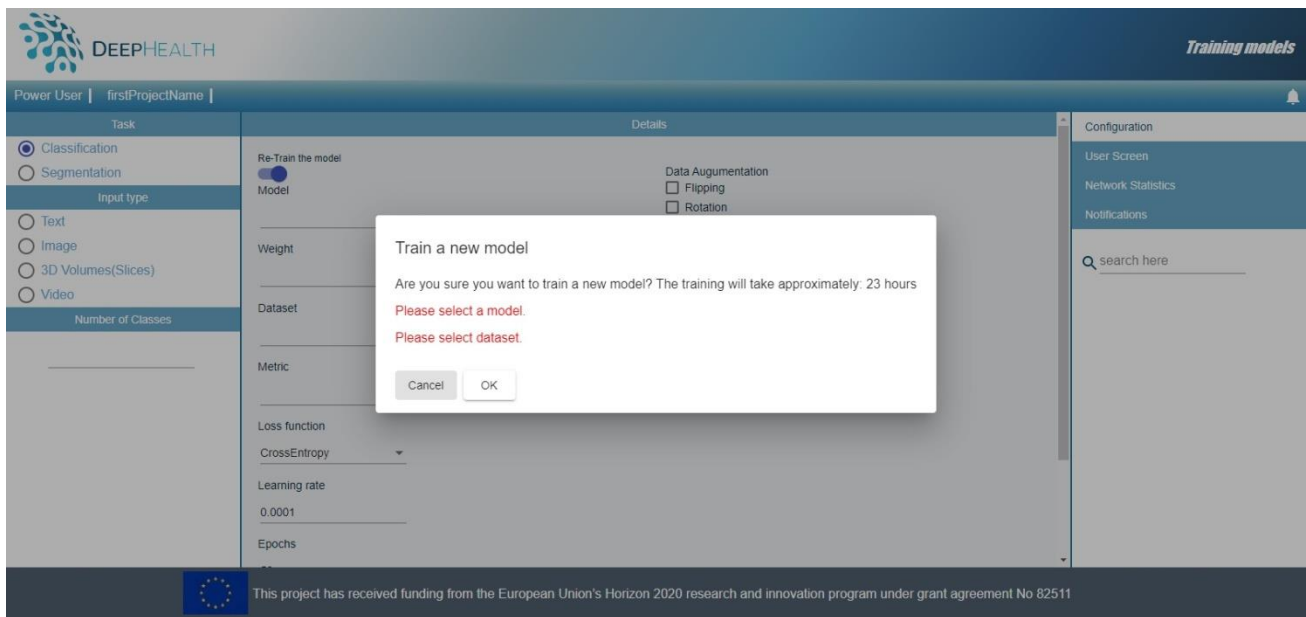 DEEPHEALTH
Training models
Power User | firstProjectName |
Task
Classification
Segmentation
Input type
Text
Image
3D Volumes(Slices)
Video
Number of Classes
Details
Re-Train the model
Model
Weight
Dataset
Metric
Loss function
CrossEntropy
Learning rate
0.0001
Epochs
Data Augumentation
Flipping
Rotation
Train a new model
Are you sure you want to train a new model? The training will take approximately: 23 hours
Please select a model.
Please select dataset.
Cancel
OK
Configuration
User Screen
Network Statistics
Notifications
search here
This project has received funding from the European Union's Horizon 2020 research and innovation program under grant agreement No 82511